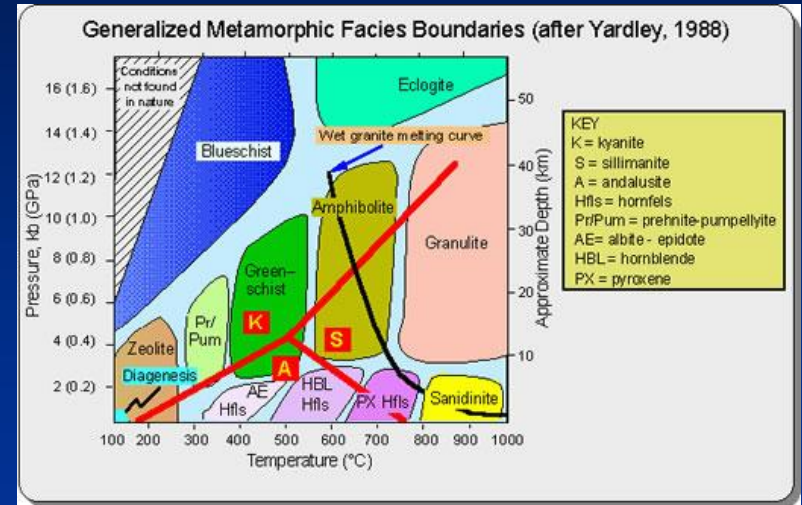 Generalized Metamorphic Facies Boundaries (after Yardley, 1988)
Pressure, kb (GPa)
16 (1.6)
14 (1.4)
12 (1.2)
10 (1.0)
8 (0.8)
6 (0.6)
4 (0.4)
2 (0.2)
Conditions
not found
in nature
Blueschist
Eclogite
Wet granite melting curve
Amphibolite
Granulite
Green–
schist
Pr/
Pum
Zeolite
Diagenesis
K
S
A
AE
Hfls
HBL
Hfls
PX Hfls
Sanidinite
50
40
30
20
10
Approximate Depth (km)
100 200 300 400 500 600 700 800 900 1000
Temperature (°C)
KEY
K = kyanite
S = sillimanite
A = andalusite
Hfls = hornfels
Pr/Pum = prehnite-pumpellyite
AE= albite - epidote
HBL = hornblende
PX = pyroxene